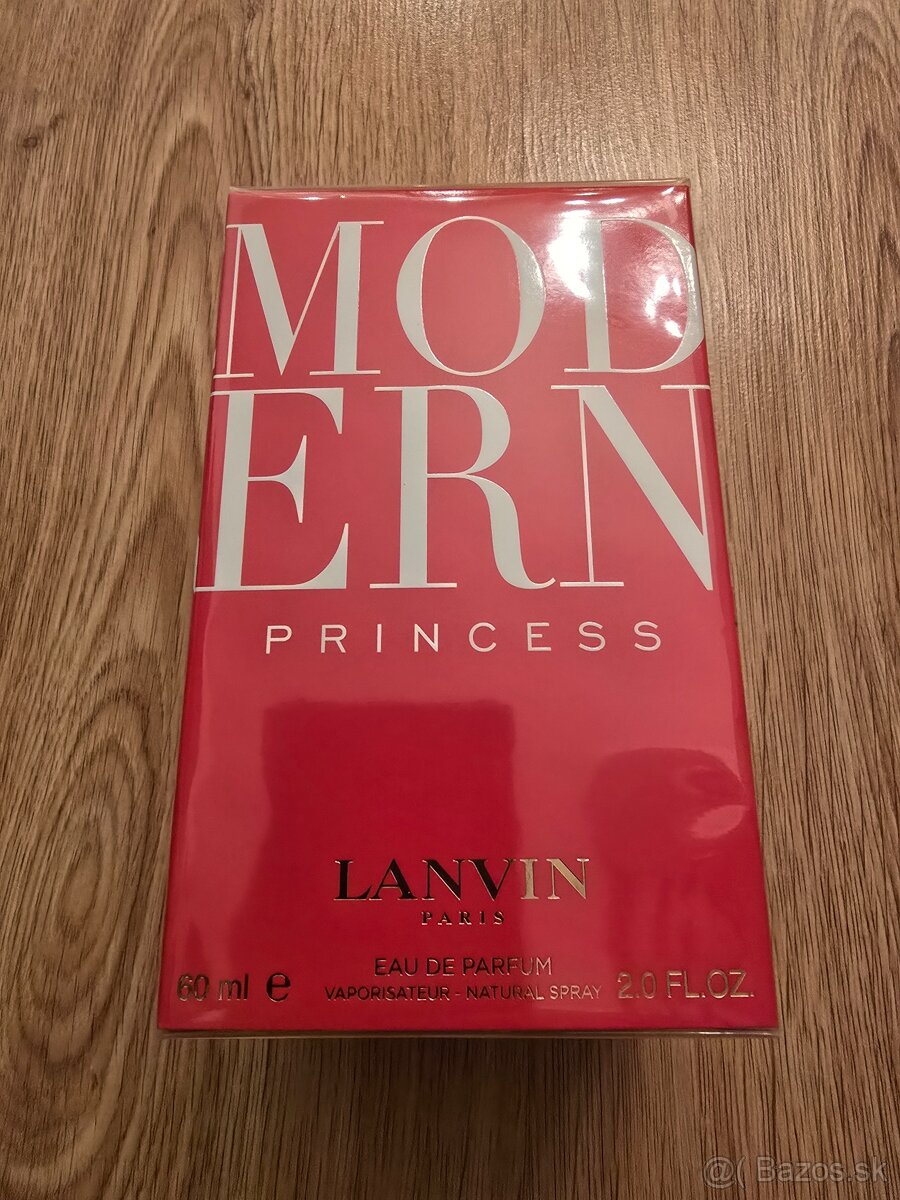 MOD
ERN
PRINCESS
LANVIN
PARIS
EAU DE PARFUM
60 ml e VAPORISATEUR - NATURAL SPRAY 2.0 FL.OZ.
@( Bazos.sk